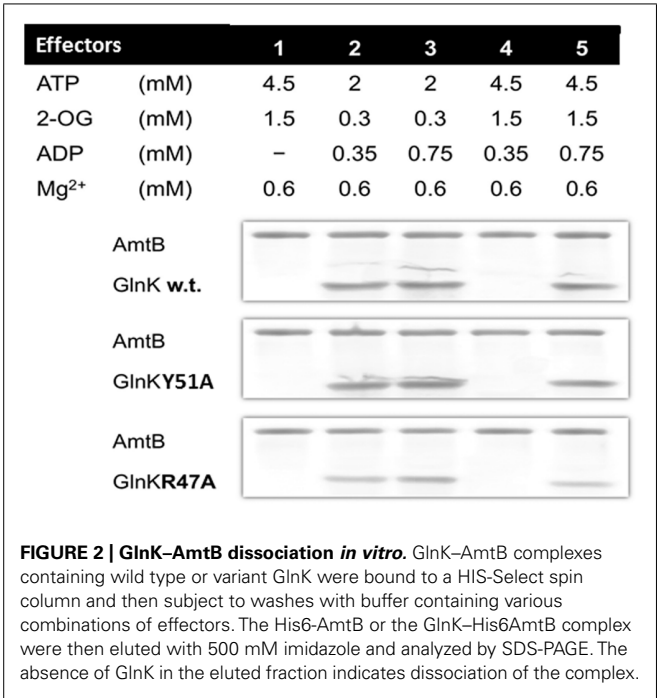 Effectors 1 2 3 4 5
ATP (mM) 4.5 2 2 4.5 4.5
2-OG (mM) 1.5 0.3 0.3 1.5 1.5
ADP (mM) – 0.35 0.75 0.35 0.75
Mg²⁺ (mM) 0.6 0.6 0.6 0.6 0.6
AmtB
GlnK w.t.
AmtB
GlnKY51A
AmtB
GlnKR47A
FIGURE 2 | GlnK–AmtB dissociation in vitro. GlnK–AmtB complexes
containing wild type or variant GlnK were bound to a HIS-Select spin
column and then subject to washes with buffer containing various
combinations of effectors. The His6-AmtB or the GlnK–His6AmtB complex
were then eluted with 500 mM imidazole and analyzed by SDS-PAGE. The
absence of GlnK in the eluted fraction indicates dissociation of the complex.